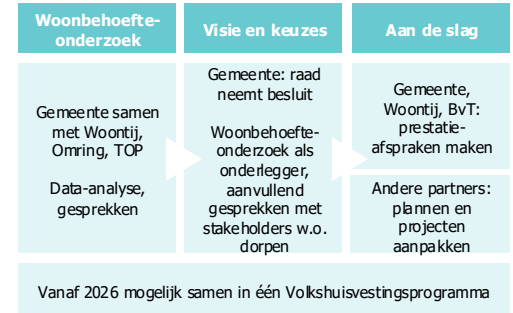 Woonbehoefte-
onderzoek
Gemeente samen
met Woontij,
Omring, TOP
Data-analyse,
gesprekken
Visie en keuzes
Gemeente: raad
neemt besluit
Woonbehoefte-
onderzoek als
onderlegger,
aanvullend
gesprekken met
stakeholders w.o.
dorpen
Aan de slag
Gemeente,
Woontij, BvT:
prestatie-
afspraken maken
Andere partners:
plannen en
projecten
aanpakken
Vanaf 2026 mogelijk samen in één Volkshuisvestingsprogramma